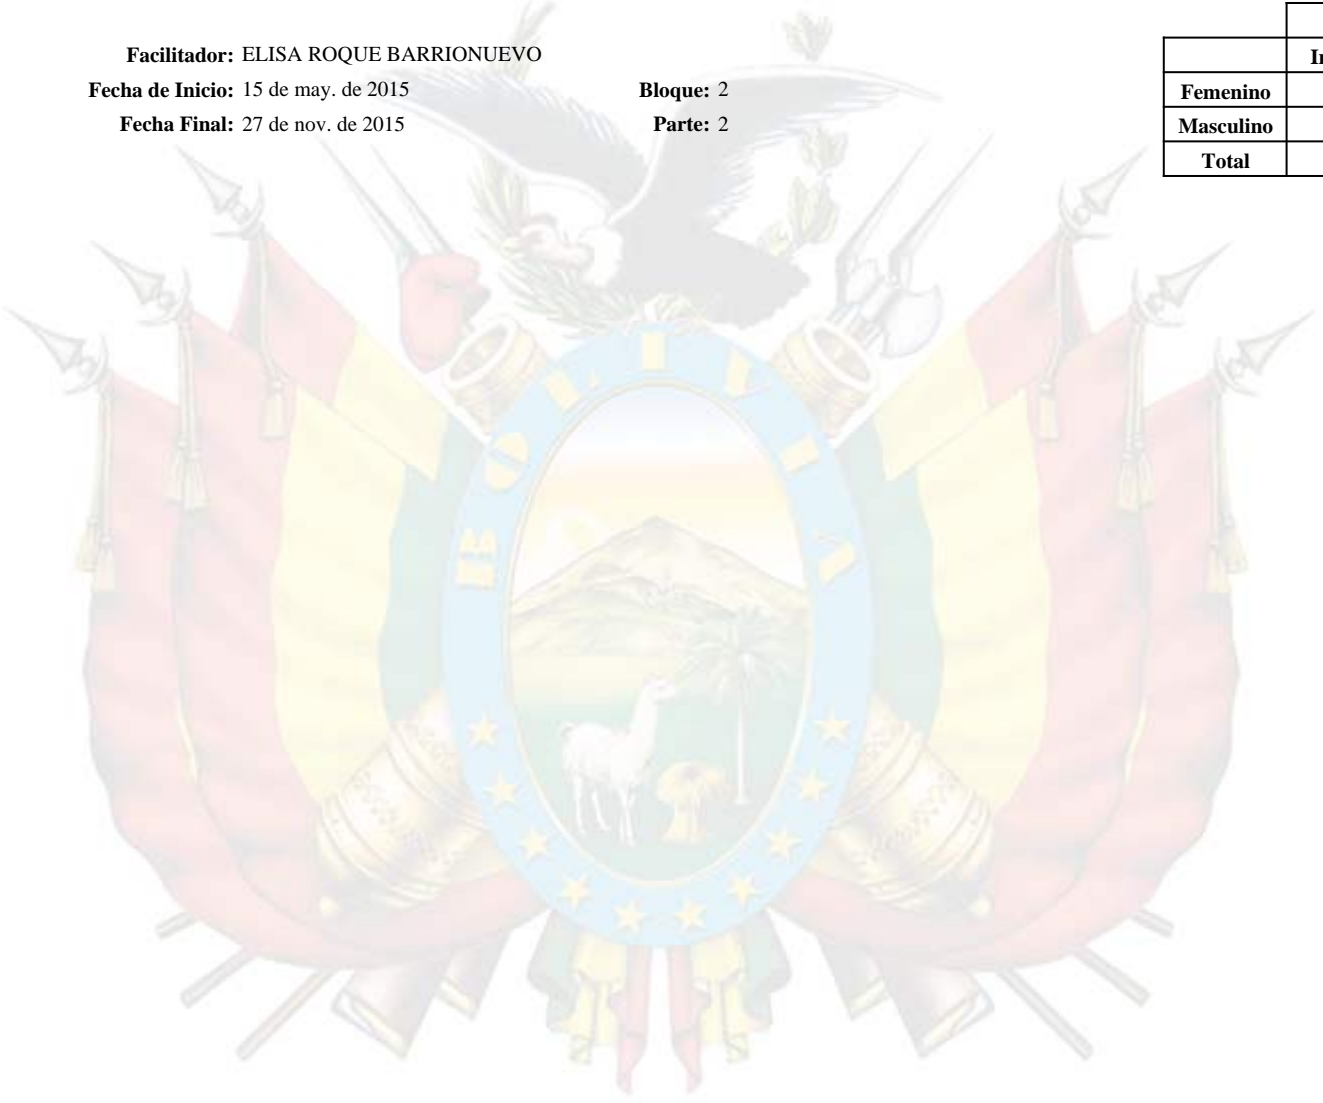 Facilitador: ELISA ROQUE BARRIONUEVO
Fecha de Inicio: 15 de may. de 2015 Bloque: 2
Fecha Final: 27 de nov. de 2015 Parte: 2
Femenino
Masculino
Total
BOLIVIA